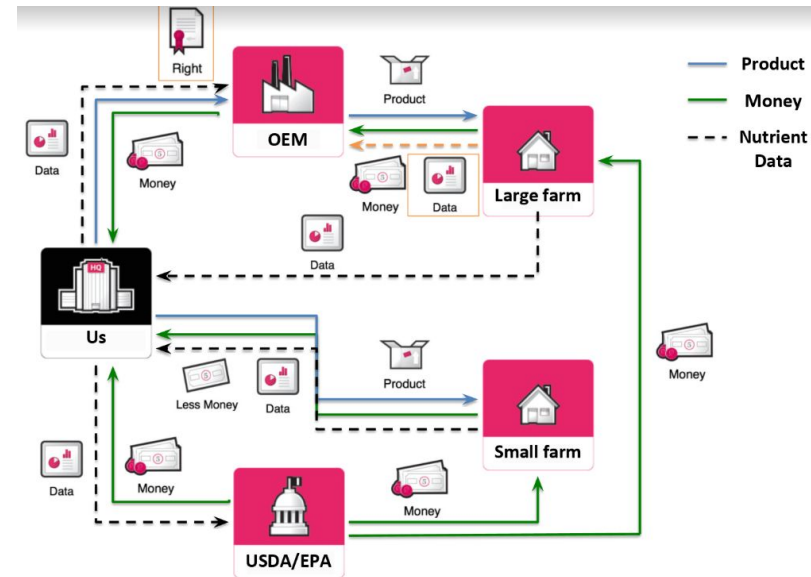 Right
Product
Product
OEM
Money
Data
Nutrient
Data
Money
Money
Data
Large farm
Data
HQ
Us
Product
Money
Less Money
Data
Small farm
Data
Money
Money
USDA/EPA